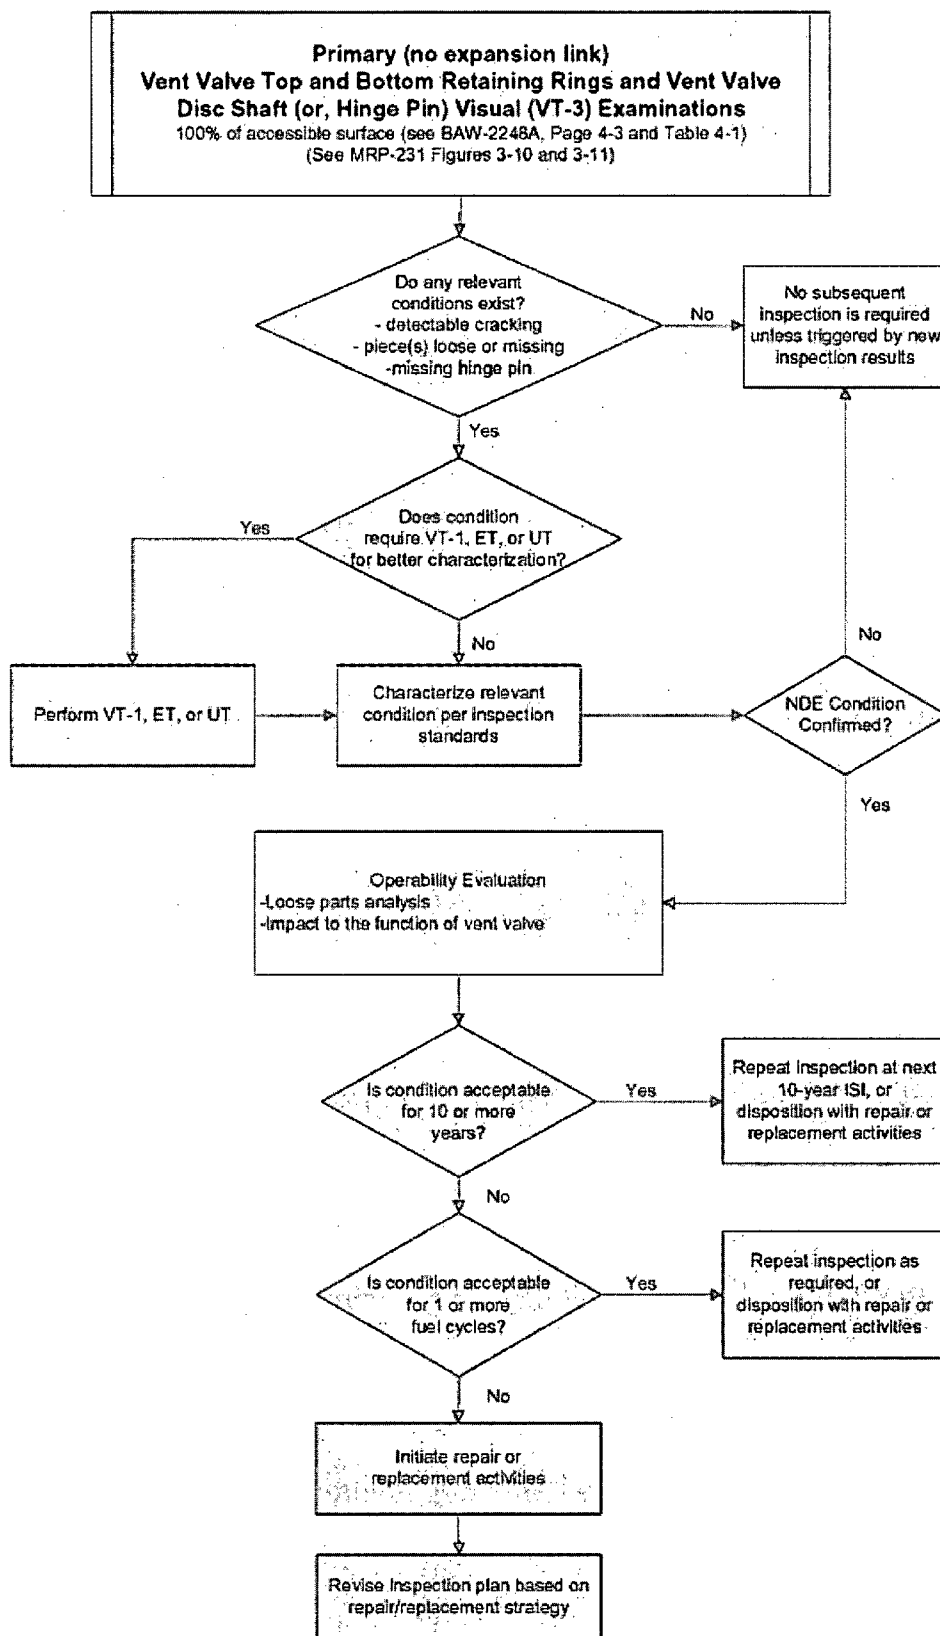 Primary (no expansion link)
Vent Valve Top and Bottom Retaining Rings and Vent Valve
Disc Shaft (or, Hinge Pin) Visual (VT-3) Examinations
100% of accessible surface (see BAW-2248A, Page 4-3 and Table 4-1)
(See MRP-231 Figures 3-10 and 3-11)
Do any relevant
conditions exist?
- detectable cracking
- piece(s) loose or missing
-missing hinge pin
No
No subsequent
inspection is required
unless triggered by new
inspection results
Yes
Does condition
require VT-1, ET, or UT
for better characterization?
Yes
No
No
Perform VT-1, ET, or UT
Characterize relevant
condition per inspection
standards
NDE Condition
Confirmed?
Yes
Operability Evaluation
-Loose parts analysis
-Impact to the function of vent valve
Is condition acceptable
for 10 or more
years?
Yes
Repeat Inspection at next
10-year ISI, or
disposition with repair or
replacement activities
No
Is condition acceptable
for 1 or more
fuel cycles?
Yes
Repeat inspection as
required, or
disposition with repair or
replacement activities
No
Initiate repair or
replacement activities
Revise Inspection plan based on
repair/replacement strategy